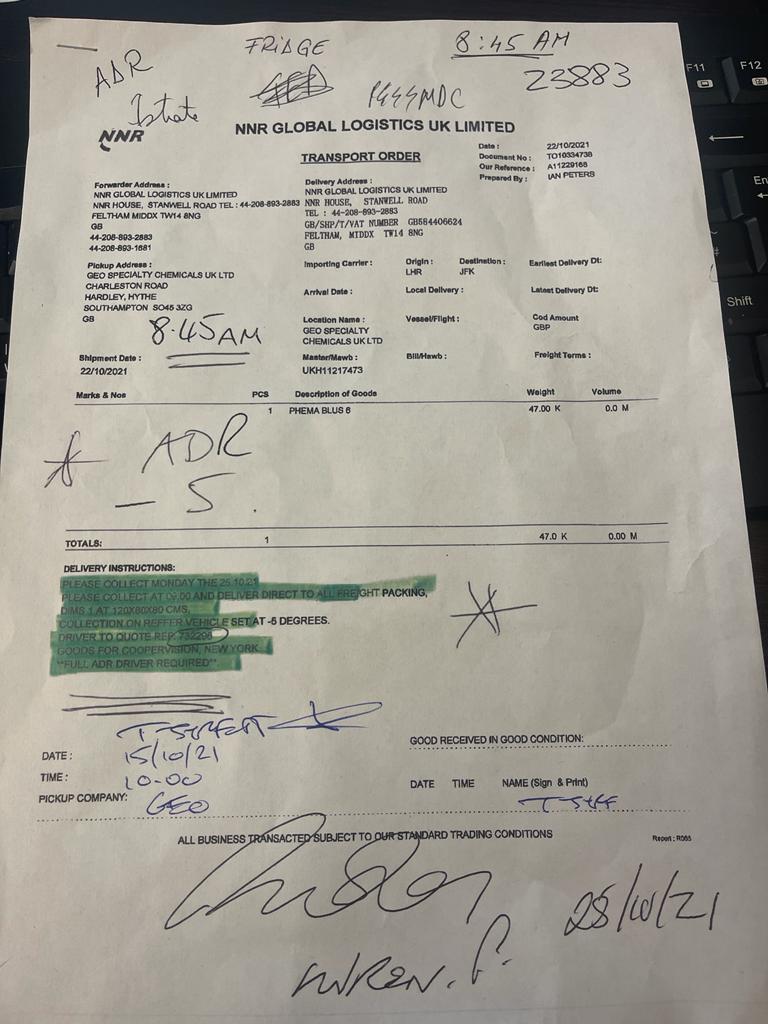 FRIDGE
8:45 AM
ADR
23883
NNR
NNR GLOBAL LOGISTICS UK LIMITED
TRANSPORT ORDER
Date : 22/10/2021
Document No : TO10334738
Our Reference : A11229168
Prepared By : IAN PETERS
Forwarder Address :
NNR GLOBAL LOGISTICS UK LIMITED
NNR HOUSE, STANWELL ROAD TEL : 44-208-893-2883
FELTHAM MIDDX TW14 8NG
GB
44-208-893-2883
44-208-893-1681
Delivery Address :
NNR GLOBAL LOGISTICS UK LIMITED
NNR HOUSE, STANWELL ROAD
TEL : 44-208-893-2883
GB/SHP/T/VAT NUMBER GB584406624
FELTHAM, MIDDX TW14 8NG
GB
Pickup Address :
GEO SPECIALTY CHEMICALS UK LTD
CHARLESTON ROAD
HARDLEY, HYTHE
SOUTHAMPTON SO45 3ZG
GB
8.45AM
Importing Carrier : Origin : Destination : Earliest Delivery Dt:
LHR JFK
Arrival Date : Local Delivery : Latest Delivery Dt:
Location Name : Vessel/Flight : Cod Amount
GEO SPECIALTY GBP
CHEMICALS UK LTD
Shipment Date : Master/Mawb : Bill/Hawb : Freight Terms :
22/10/2021 UKH11217473
Marks & Nos PCS Description of Goods Weight Volume
1 PHEMA BLUS 6 47.00 K 0.0 M
ADR
- 5 .
TOTALS: 1 47.0 K 0.00 M
DELIVERY INSTRUCTIONS:
PLEASE COLLECT MONDAY THE 25.10.21
PLEASE COLLECT AT 09.00 AND DELIVER DIRECT TO ALL FREIGHT PACKING,
DIMS 1 AT 120X80X80 CMS,
COLLECTION ON REFFER VEHICLE SET AT -5 DEGREES.
DRIVER TO QUOTE REF. 732298
GOODS FOR COOPERVISION, NEW YORK
**FULL ADR DRIVER REQUIRED**
DATE : 15/10/21
TIME : 10-00
PICKUP COMPANY: GEO
GOOD RECEIVED IN GOOD CONDITION:
DATE TIME NAME (Sign & Print)
ALL BUSINESS TRANSACTED SUBJECT TO OUR STANDARD TRADING CONDITIONS
Report : R085
25/10/21